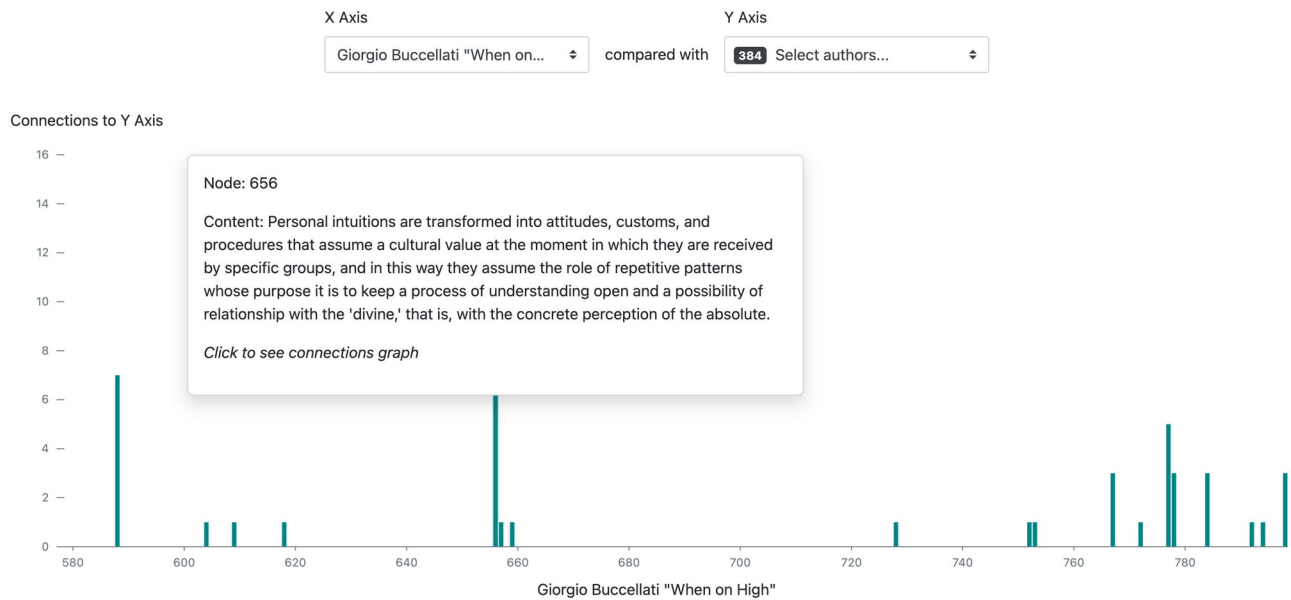 X Axis
Y Axis
Giorgio Buccellati "When on...
compared with
384 Select authors...
Connections to Y Axis
16
14
12
10
8
6
4
2
0
Node: 656
Content: Personal intuitions are transformed into attitudes, customs, and
procedures that assume a cultural value at the moment in which they are received
by specific groups, and in this way they assume the role of repetitive patterns
whose purpose it is to keep a process of understanding open and a possibility of
relationship with the 'divine,' that is, with the concrete perception of the absolute.
Click to see connections graph
580 600 620 640 660 680 700 720 740 760 780
Giorgio Buccellati "When on High"